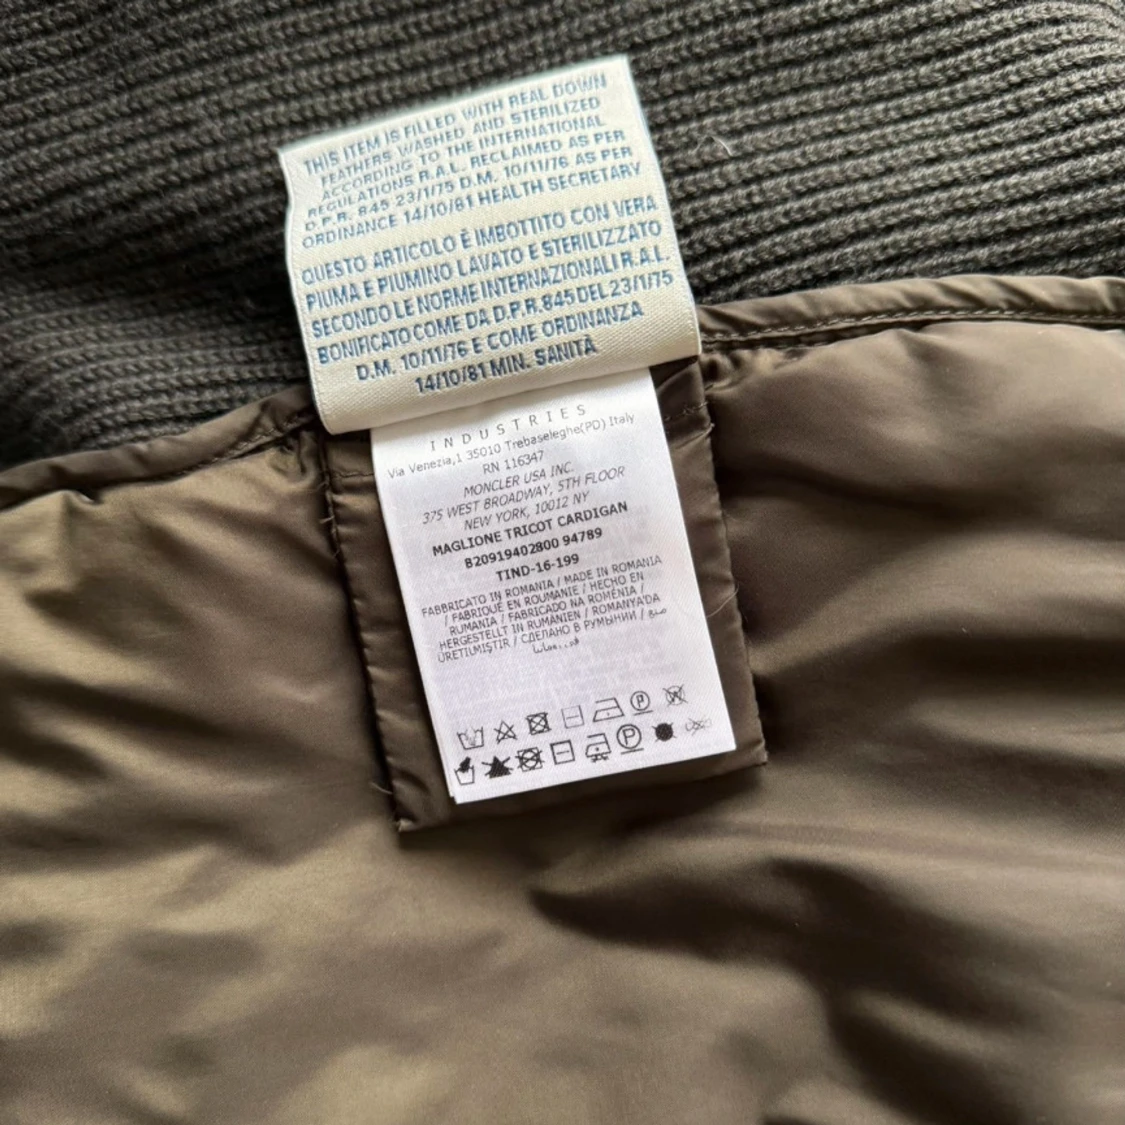 THIS ITEM IS FILLED WITH REAL DOWN
FEATHERS WASHED AND STERILIZED
ACCORDING TO THE INTERNATIONAL
REGULATIONS R.A.L. RECLAIMED AS PER
D.P.R. 845 23/1/75 D.M. 10/11/76 AS PER
ORDINANCE 14/10/81 HEALTH SECRETARY
QUESTO ARTICOLO È IMBOTTITO CON VERA
PIUMA E PIUMINO LAVATO E STERILIZZATO
SECONDO LE NORME INTERNAZIONALI R.A.L.
BONIFICATO COME DA D.P.R. 845 DEL 23/1/75
D.M. 10/11/76 E COME ORDINANZA
14/10/81 MIN. SANITÀ
INDUSTRIES
Via Venezia,1 35010 Trebaseleghe(PD) Italy
RN 116347
MONCLER USA INC.
375 WEST BROADWAY, 5TH FLOOR
NEW YORK, 10012 NY
MAGLIONE TRICOT CARDIGAN
B20919402800 94789
TIND-16-199
FABBRICATO IN ROMANIA / MADE IN ROMANIA
/ FABRIQUÉ EN ROUMANIE / HECHO EN
RUMANIA / FABRICADO NA ROMÉNIA /
HERGESTELLT IN RUMÄNIEN / ROMANYA'DA
ÜRETILMIŞTIR / СДЕЛАНО В РУМЫНИИ /